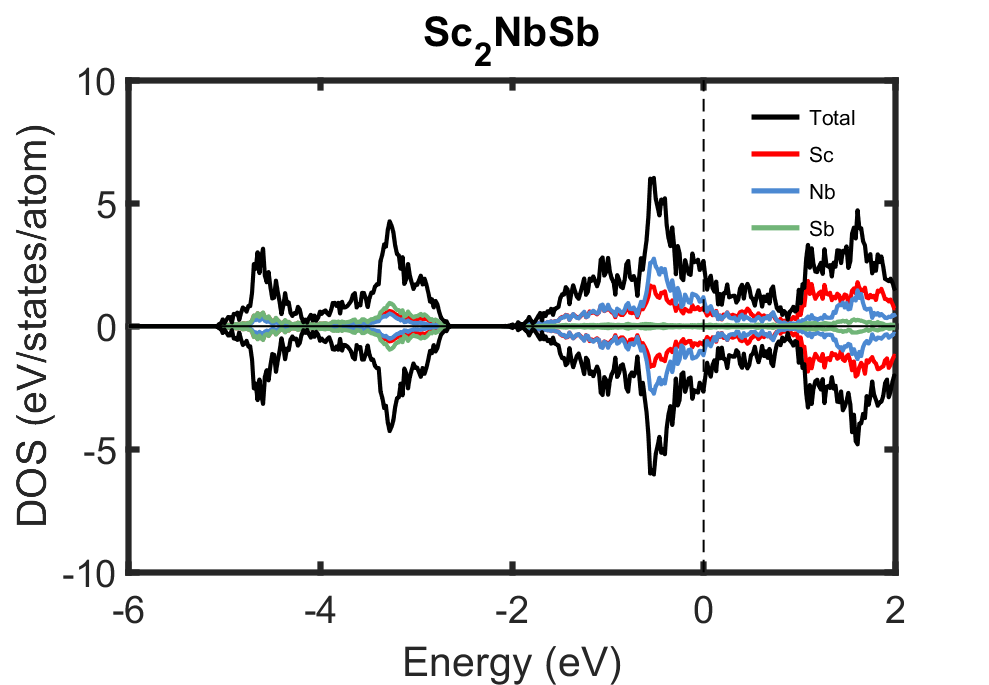 Sc2NbSb
10
5
0
-5
-10
DOS (eV/states/atom)
Total
Sc
Nb
Sb
-6
-4
-2
0
2
Energy (eV)